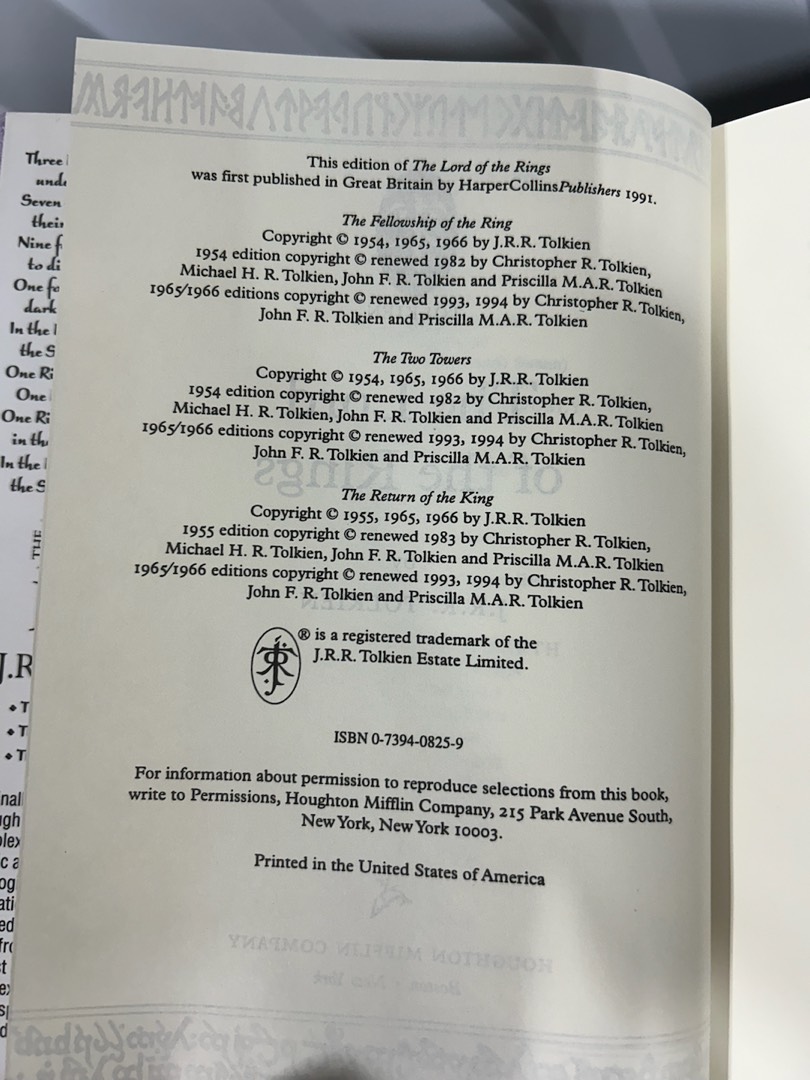 This edition of The Lord of the Rings
was first published in Great Britain by HarperCollinsPublishers 1991.
The Fellowship of the Ring
Copyright © 1954, 1965, 1966 by J.R.R. Tolkien
1954 edition copyright © renewed 1982 by Christopher R. Tolkien,
Michael H. R. Tolkien, John F. R. Tolkien and Priscilla M.A.R. Tolkien
1965/1966 editions copyright © renewed 1993, 1994 by Christopher R. Tolkien,
John F. R. Tolkien and Priscilla M.A.R. Tolkien
The Two Towers
Copyright © 1954, 1965, 1966 by J.R.R. Tolkien
1954 edition copyright © renewed 1982 by Christopher R. Tolkien,
Michael H. R. Tolkien, John F. R. Tolkien and Priscilla M.A.R. Tolkien
1965/1966 editions copyright © renewed 1993, 1994 by Christopher R. Tolkien,
John F. R. Tolkien and Priscilla M.A.R. Tolkien
The Return of the King
Copyright © 1955, 1965, 1966 by J.R.R. Tolkien
1955 edition copyright © renewed 1983 by Christopher R. Tolkien,
Michael H. R. Tolkien, John F. R. Tolkien and Priscilla M.A.R. Tolkien
1965/1966 editions copyright © renewed 1993, 1994 by Christopher R. Tolkien,
John F. R. Tolkien and Priscilla M.A.R. Tolkien
® is a registered trademark of the
J.R.R. Tolkien Estate Limited.
ISBN 0-7394-0825-9
For information about permission to reproduce selections from this book,
write to Permissions, Houghton Mifflin Company, 215 Park Avenue South,
New York, New York 10003.
Printed in the United States of America
Three
Seven
their
Nine
to
One
dark
In the
the
One
One
One
in
In the
the
THE